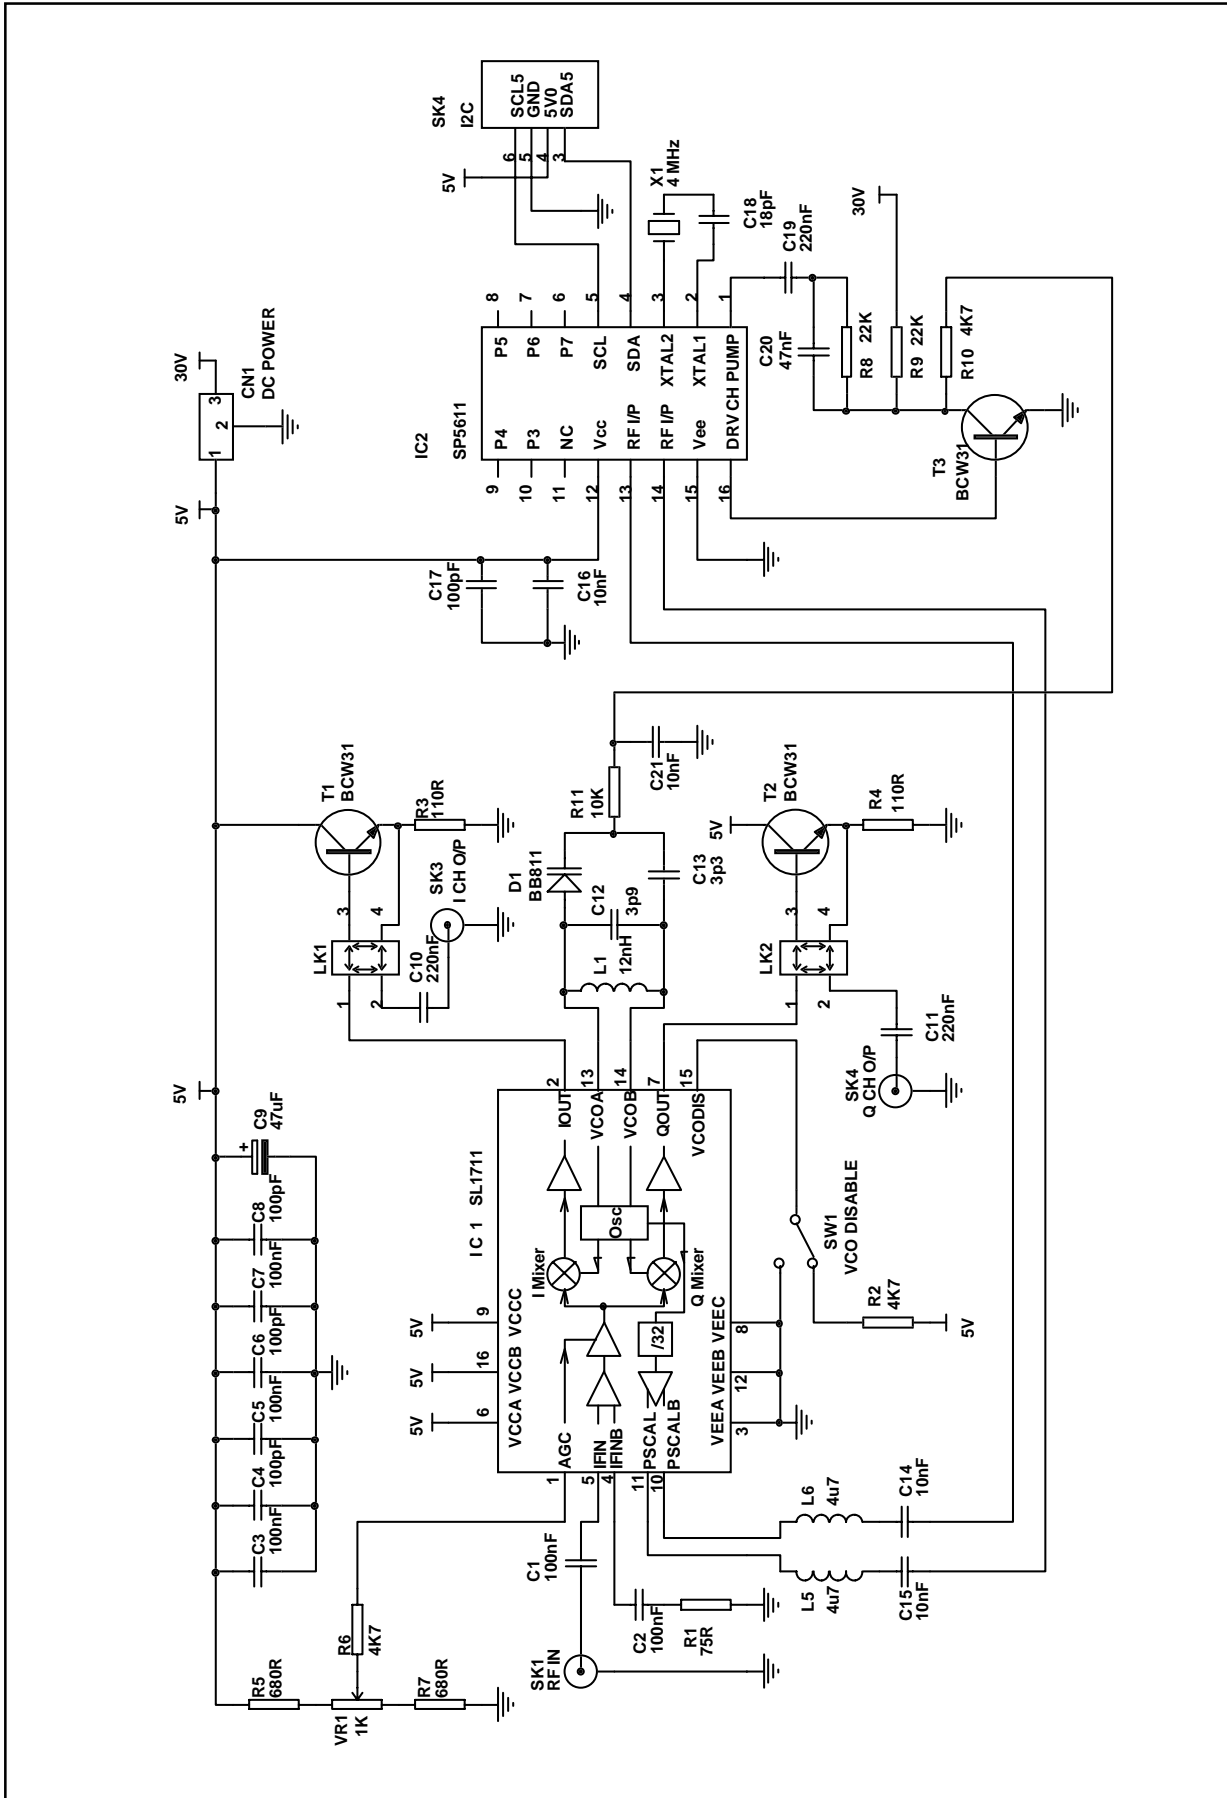 5V
CN1
DC POWER
30V
1
2
3
5V
C9
47uF
+
C3
100nF
C4
100pF
C5
100nF
C6
100pF
C7
100nF
C8
100pF
R5
680R
VR1
1K
R7
680R
R6
4K7
SK1
RF IN
C1
100nF
C2
100nF
R1
75R
5V
5V
5V
6
16
9
VCCA
VCCB
VCCC
IC 1
SL1711
1
AGC
5
IFIN
4
IFINB
11
PSCAL
10
PSCALB
/32
I Mixer
Q Mixer
Osc
IOUT
2
VCOA
13
VCOB
14
QOUT
7
VCODIS
15
VEEA
VEEB
VEEC
3
12
8
L5
4u7
L6
4u7
C15
10nF
C14
10nF
R2
4K7
5V
SW1
VCO DISABLE
LK1
1
2
3
4
T1
BCW31
R3
110R
C10
220nF
SK3
I CH O/P
L1
12nH
C12
3p9
D1
BB811
C13
3p3
R11
10K
C21
10nF
LK2
1
2
3
4
5V
T2
BCW31
R4
110R
C11
220nF
SK4
Q CH O/P
C17
100pF
C16
10nF
IC2
SP5611
9
P4
10
P3
11
NC
12
Vcc
13
RF I/P
14
RF I/P
15
Vee
16
DRV
P5
8
P6
7
P7
6
SCL
5
SDA
4
XTAL2
3
XTAL1
2
CH PUMP
1
SK4
I2C
SCL5
GND
5V0
SDA5
6
5
4
3
5V
X1
4 MHz
C18
18pF
C19
220nF
C20
47nF
R8
22K
R9
22K
R10
4K7
30V
T3
BCW31